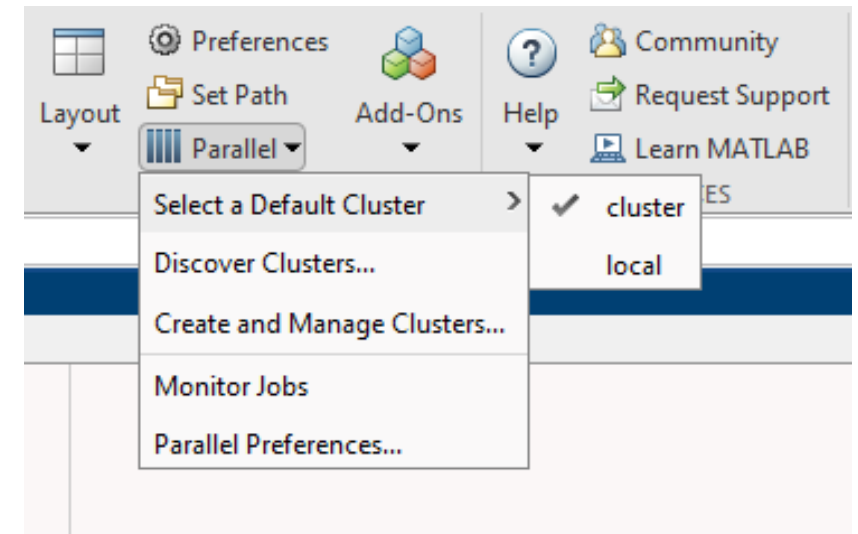 Layout
Preferences
Set Path
Parallel
Add-Ons
Help
Community
Request Support
Learn MATLAB
ES
Select a Default Cluster
Discover Clusters...
Create and Manage Clusters...
Monitor Jobs
Parallel Preferences...
cluster
local